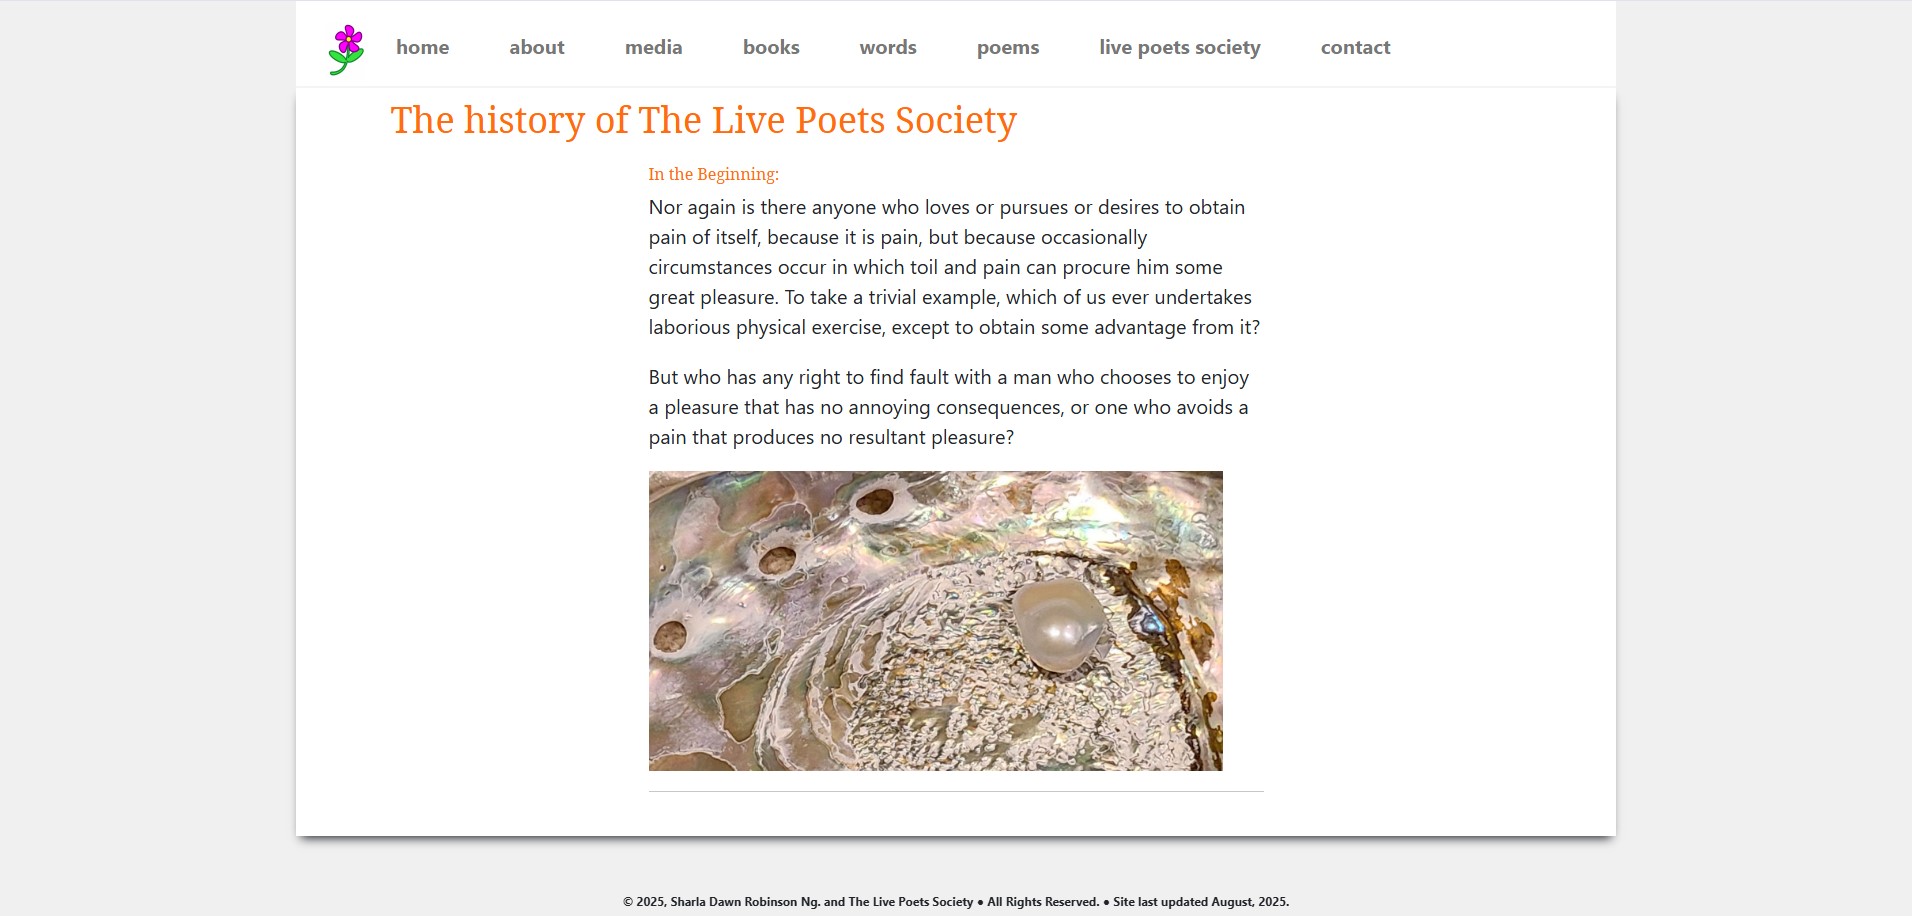 home about media books words poems live poets society contact
The history of The Live Poets Society
In the Beginning:
Nor again is there anyone who loves or pursues or desires to obtain
pain of itself, because it is pain, but because occasionally
circumstances occur in which toil and pain can procure him some
great pleasure. To take a trivial example, which of us ever undertakes
laborious physical exercise, except to obtain some advantage from it?
But who has any right to find fault with a man who chooses to enjoy
a pleasure that has no annoying consequences, or one who avoids a
pain that produces no resultant pleasure?
© 2025, Sharla Dawn Robinson Ng. and The Live Poets Society ● All Rights Reserved. ● Site last updated August, 2025.